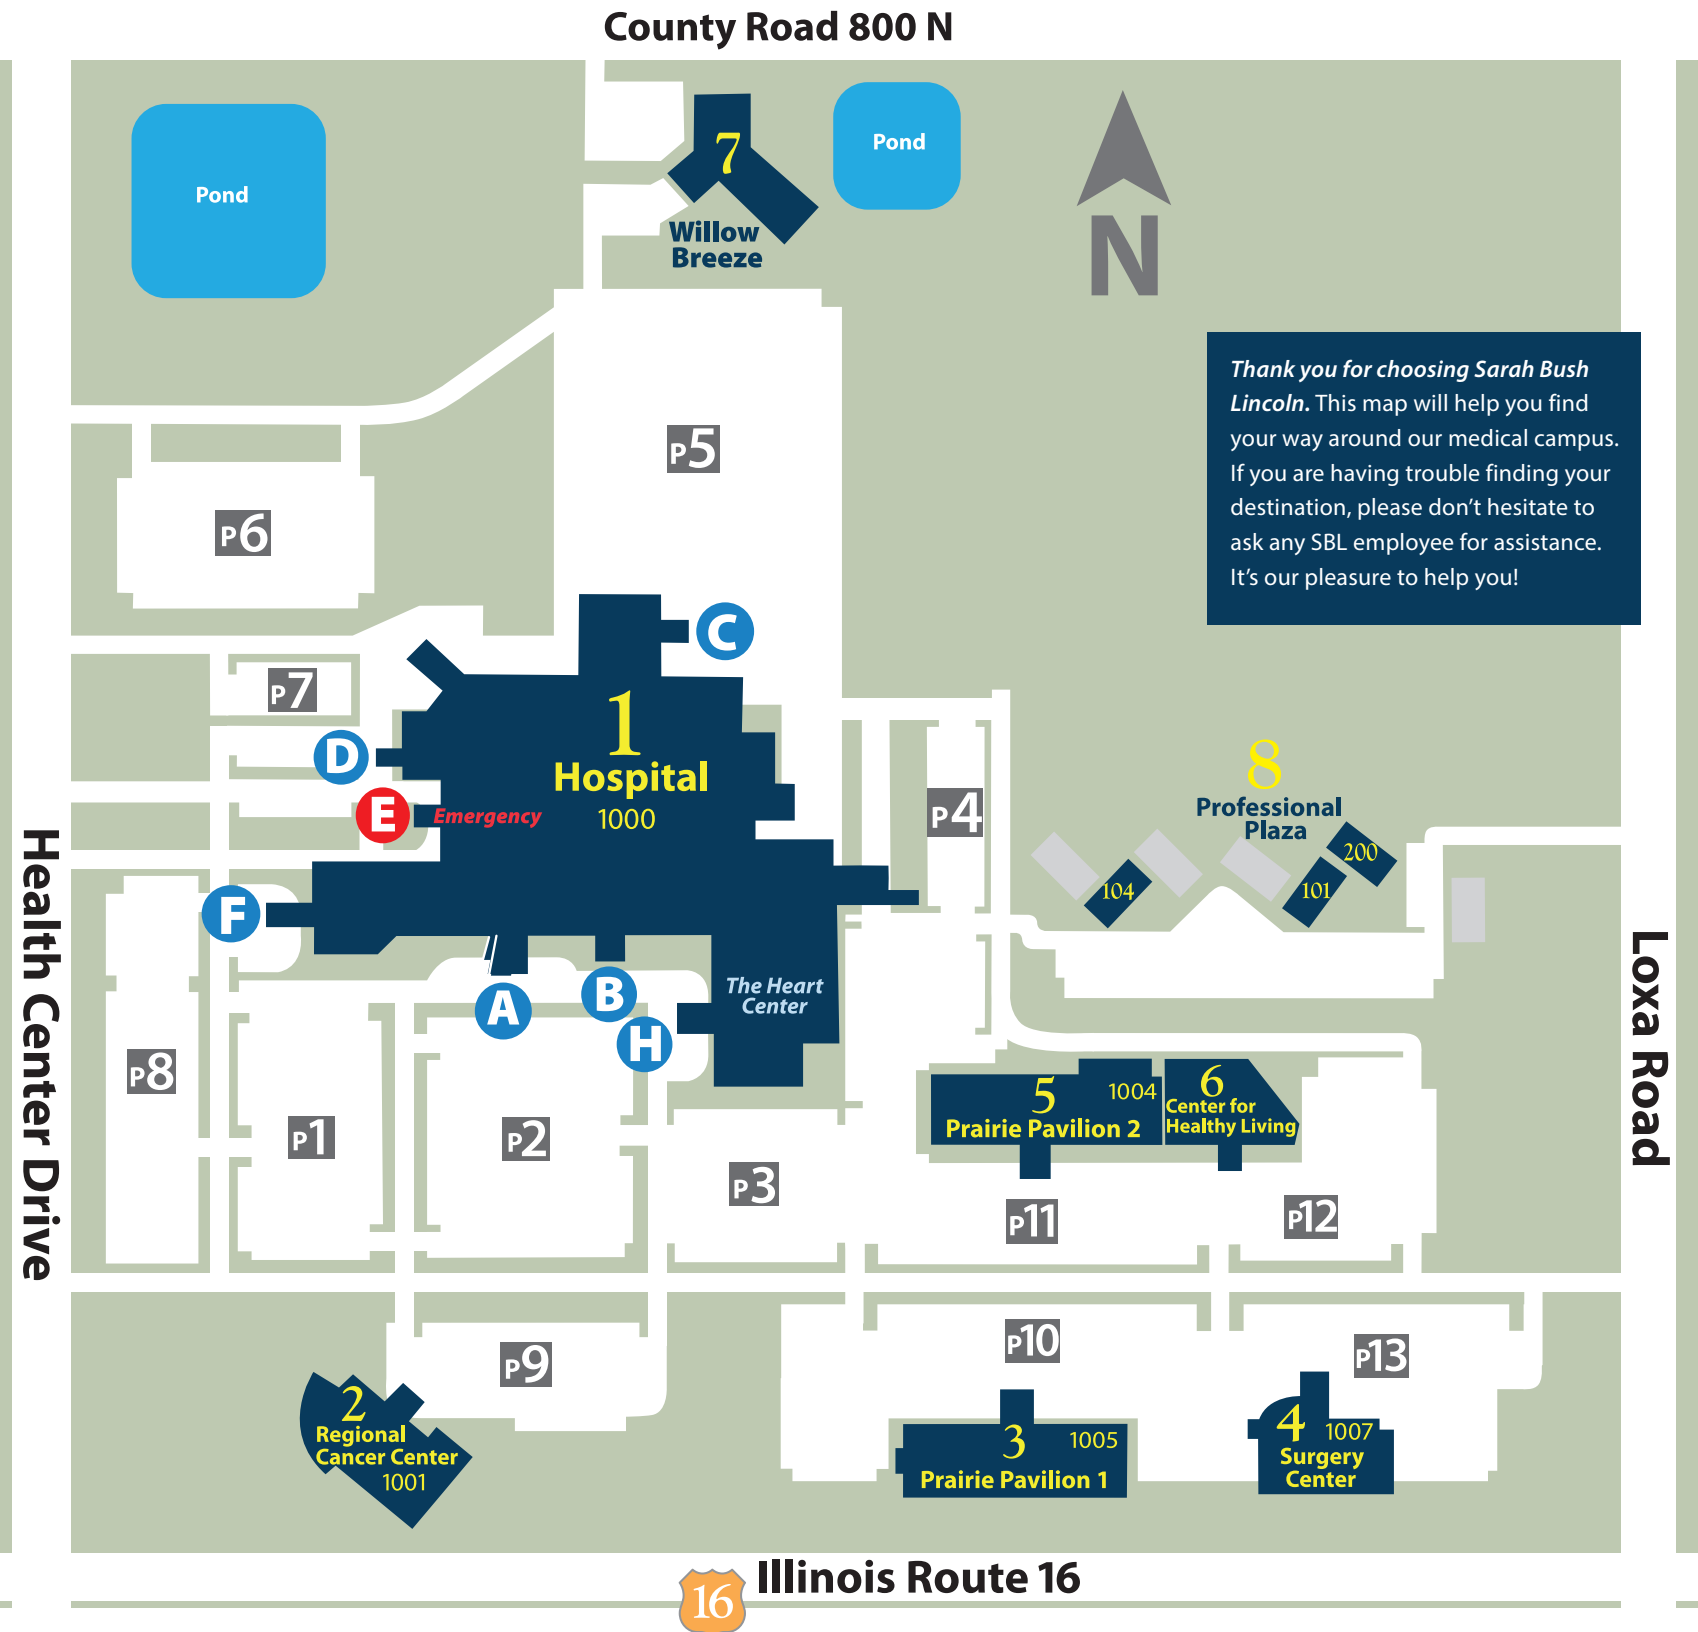 County Road 800 N
Pond
7
Willow
Breeze
Pond
N
Thank you for choosing Sarah Bush
Lincoln. This map will help you find
your way around our medical campus.
If you are having trouble finding your
destination, please don't hesitate to
ask any SBL employee for assistance.
It's our pleasure to help you!
P5
P6
C
P7
1
Hospital
1000
D
E
Emergency
P4
8
Professional
Plaza
200
101
104
F
A
B
H
The Heart
Center
Health Center Drive
Loxa Road
P8
P1
P2
P3
5
1004
Prairie Pavilion 2
6
Center for
Healthy Living
P11
P12
P9
P10
P13
2
Regional
Cancer Center
1001
3
1005
Prairie Pavilion 1
4
1007
Surgery
Center
16
Illinois Route 16